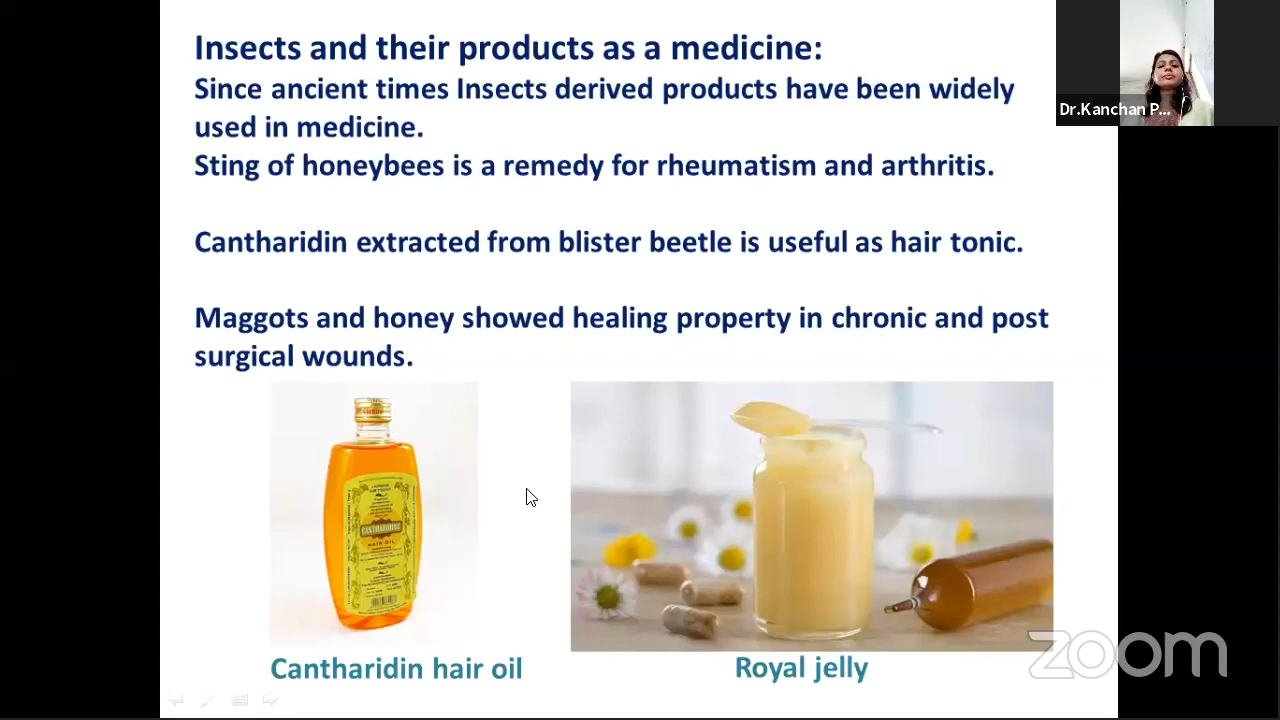 Insects and their products as a medicine:
Since ancient times Insects derived products have been widely
used in medicine.
Sting of honeybees is a remedy for rheumatism and arthritis.
Cantharidin extracted from blister beetle is useful as hair tonic.
Maggots and honey showed healing property in chronic and post
surgical wounds.
Dr.Kanchan P...
HAIR OIL
Cantharidin hair oil
Royal jelly
zoom